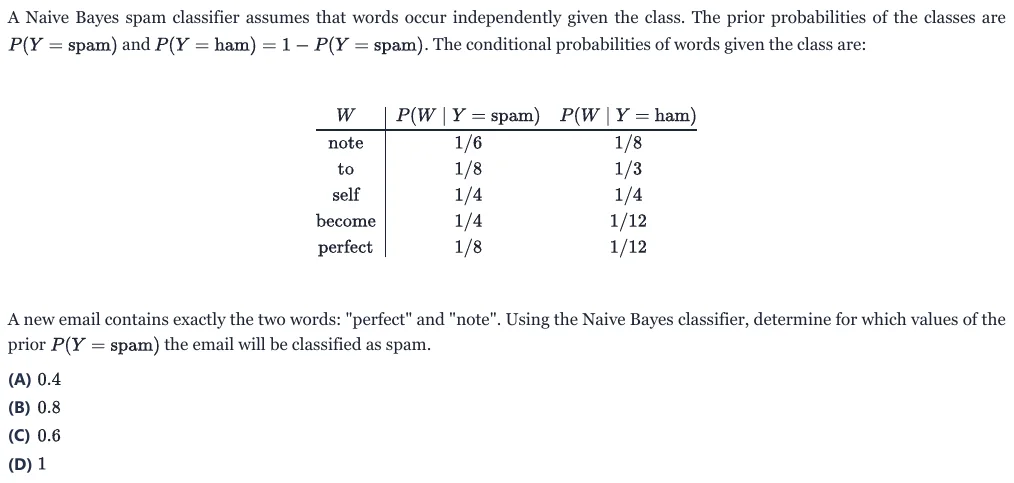 A Naive Bayes spam classifier assumes that words occur independently given the class. The prior probabilities of the classes are
P(Y = spam) and P(Y = ham) = 1 − P(Y = spam). The conditional probabilities of words given the class are:
W P(W | Y = spam) P(W | Y = ham)
note 1/6 1/8
to 1/8 1/3
self 1/4 1/4
become 1/4 1/12
perfect 1/8 1/12
A new email contains exactly the two words: "perfect" and "note". Using the Naive Bayes classifier, determine for which values of the
prior P(Y = spam) the email will be classified as spam.
(A) 0.4
(B) 0.8
(C) 0.6
(D) 1